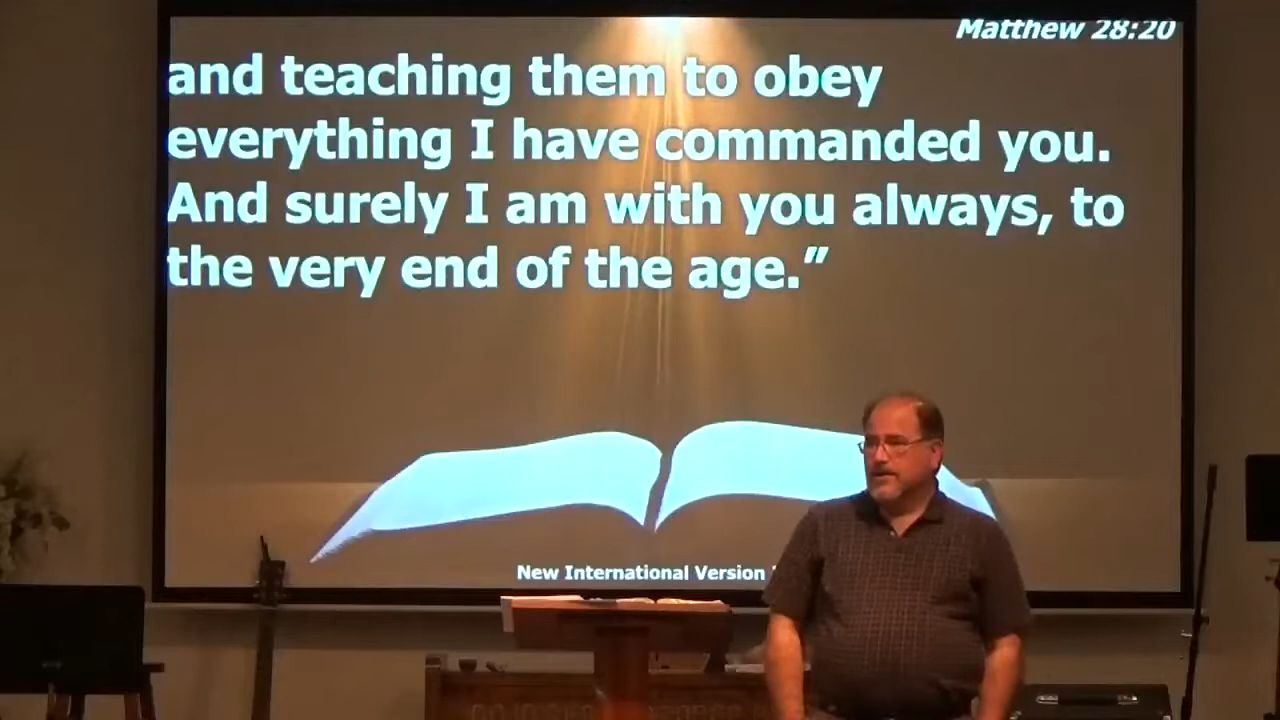 Matthew 28:20
and teaching them to obey
everything I have commanded you.
And surely I am with you always, to
the very end of the age.”
New International Version